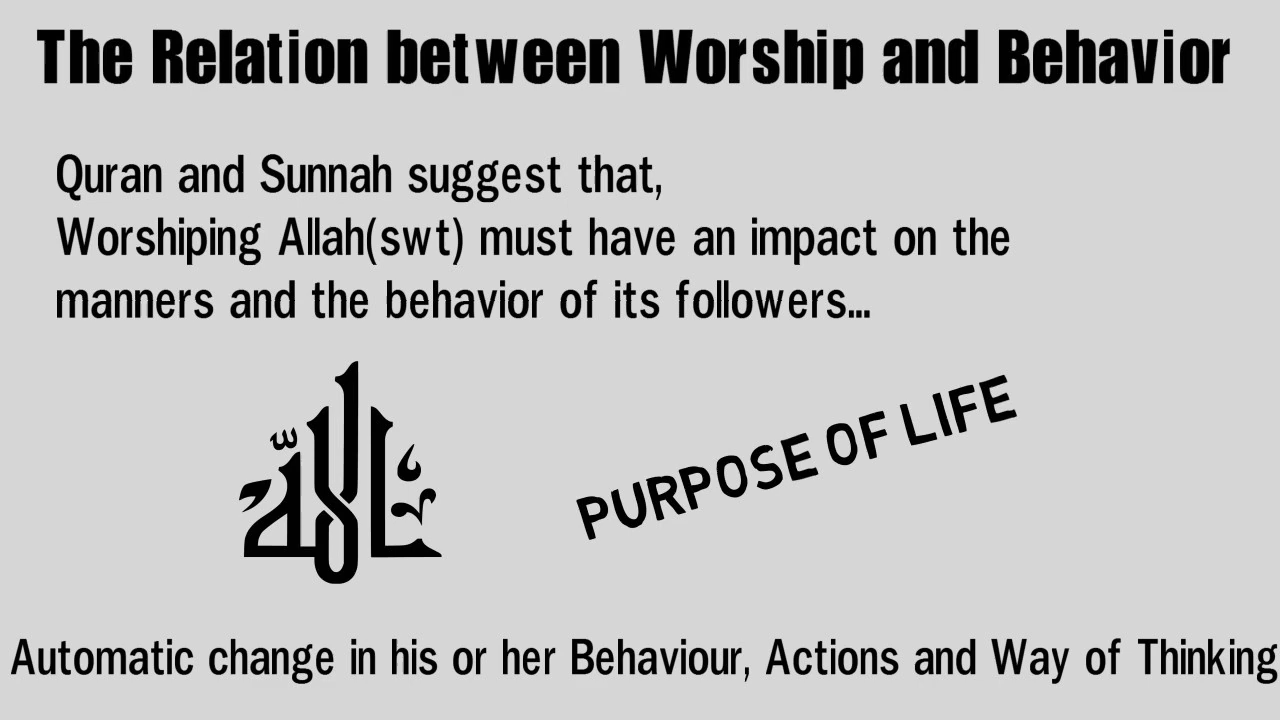 The Relation between Worship and Behavior
Quran and Sunnah suggest that,
Worshiping Allah(swt) must have an impact on the
manners and the behavior of its followers...
الله
PURPOSE OF LIFE
Automatic change in his or her Behaviour, Actions and Way of Thinking